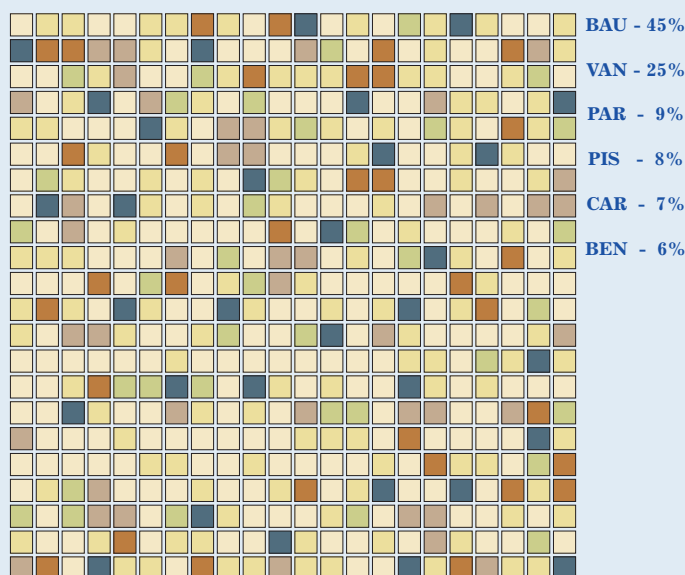 BAU - 45%
VAN - 25%
PAR - 9%
PIS - 8%
CAR - 7%
BEN - 6%